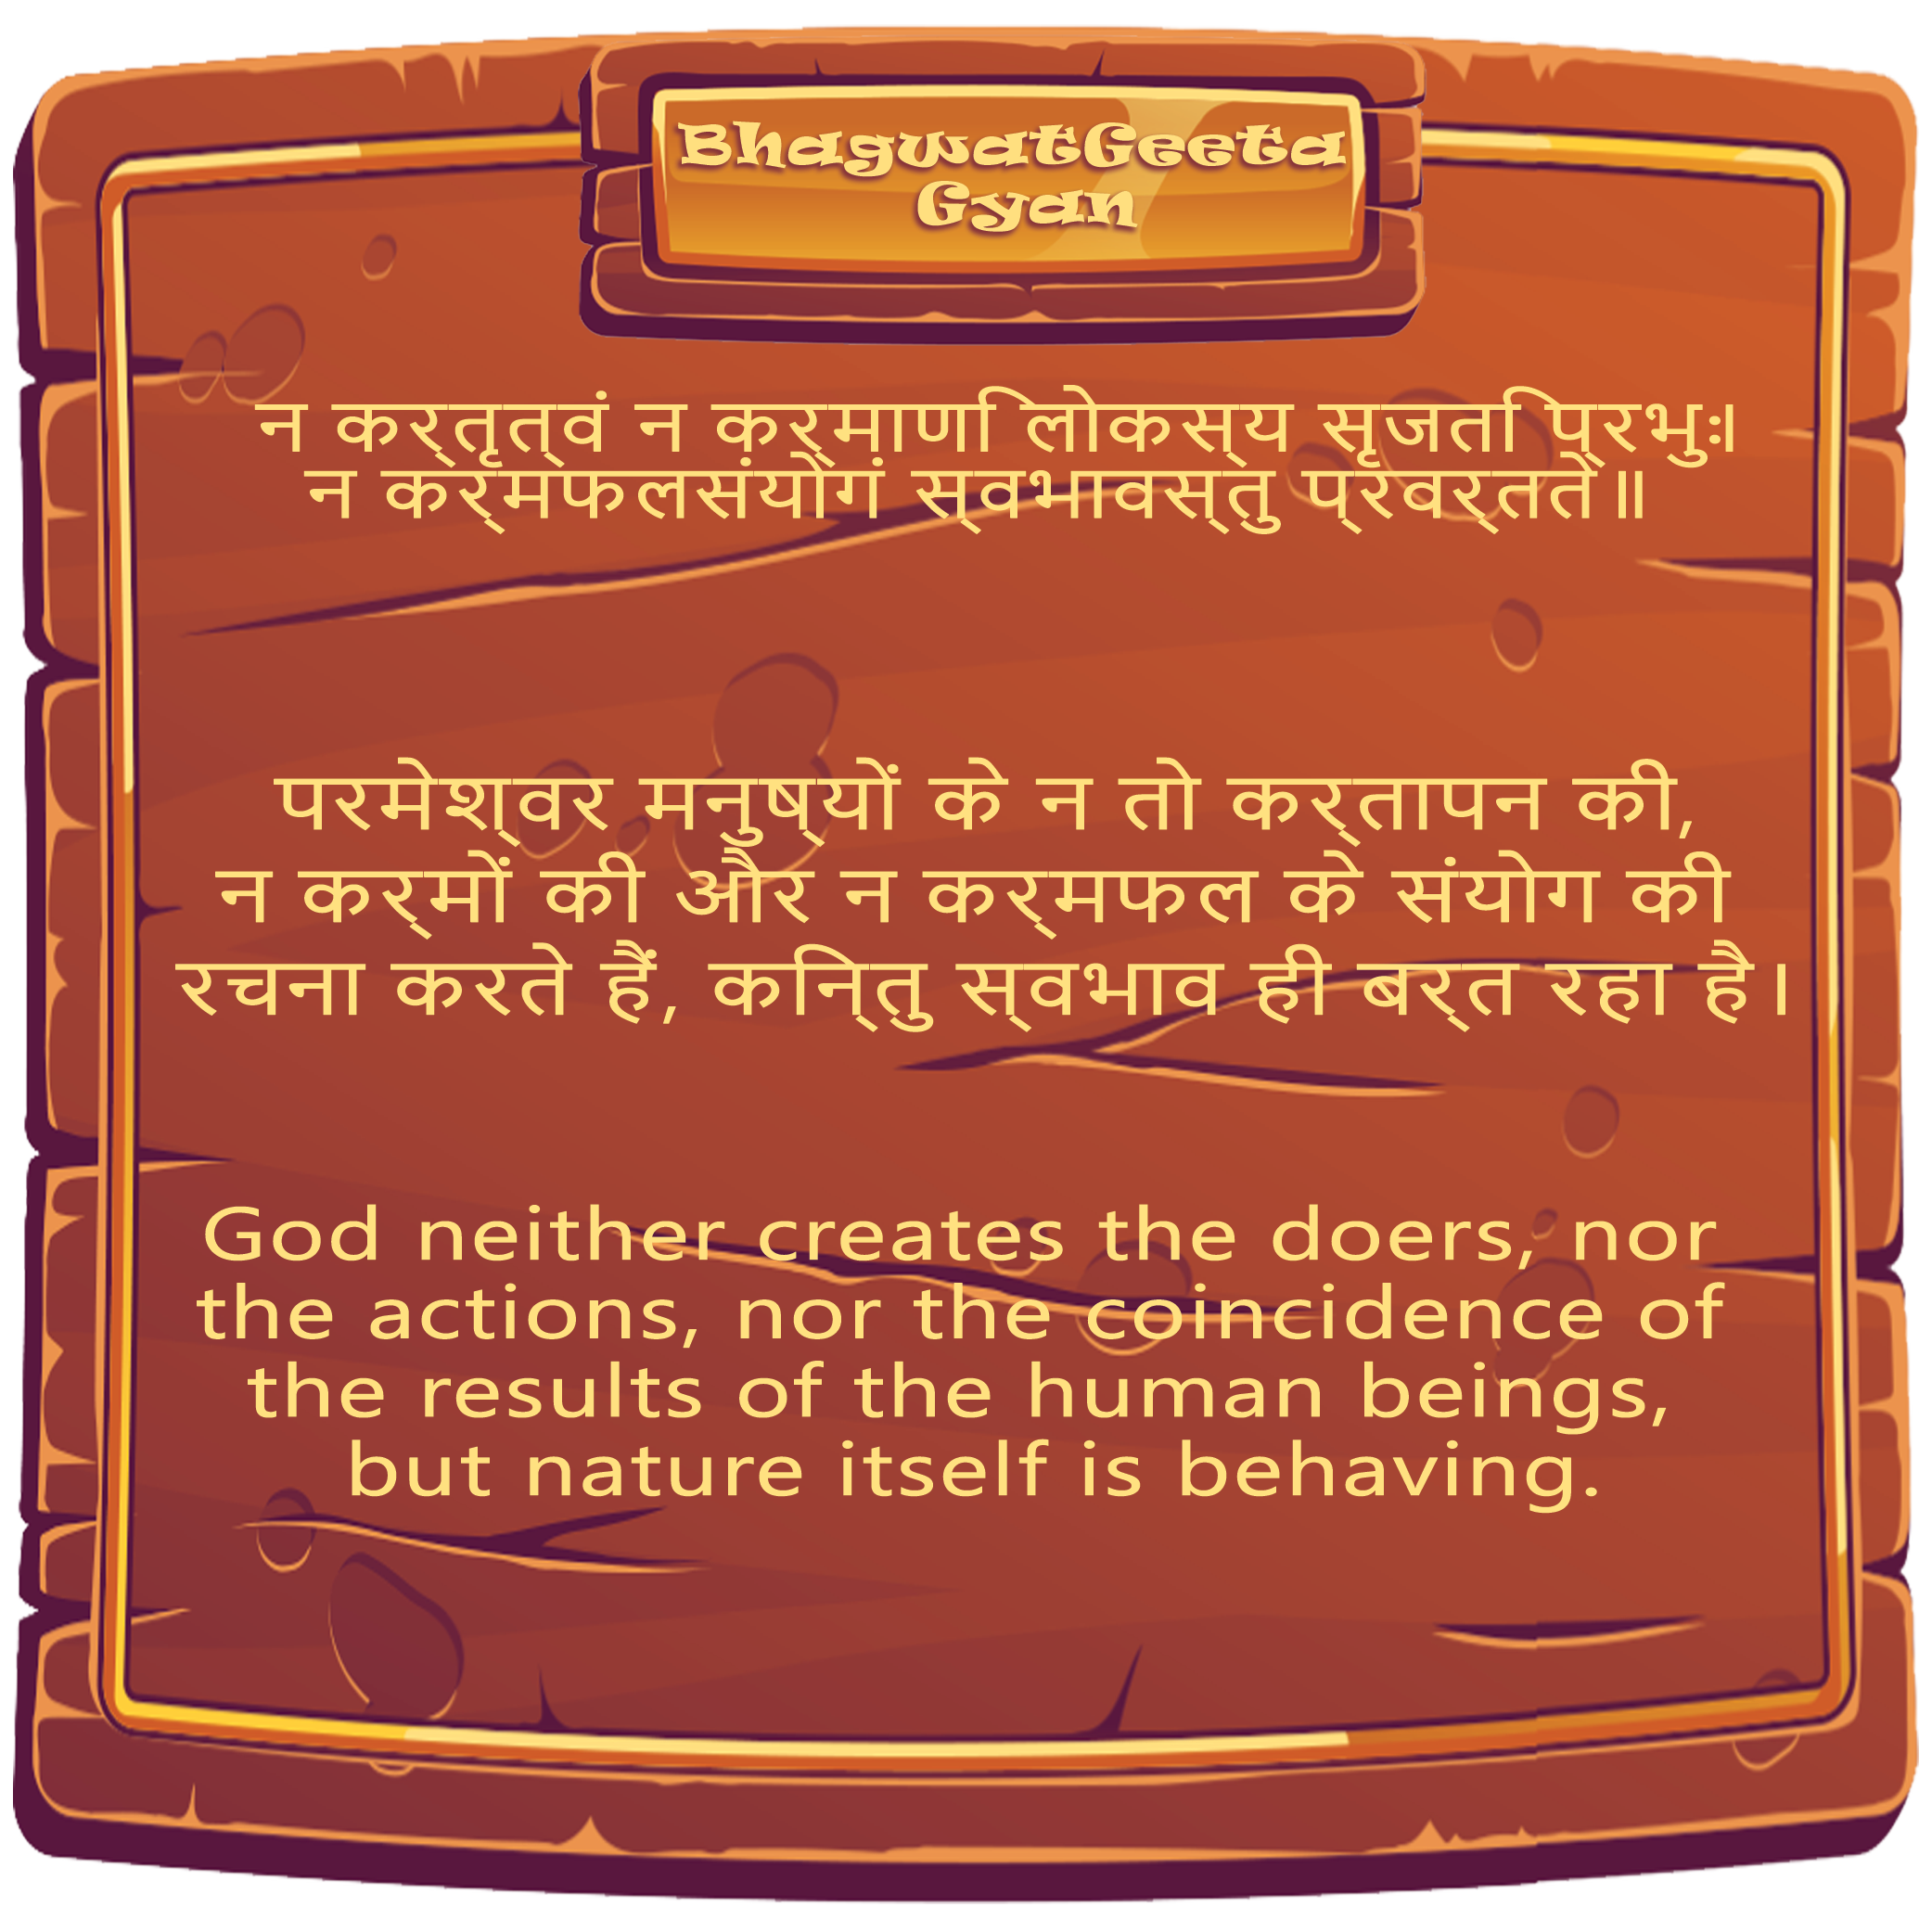 BhagwatGeeta
Gyan
न कर्तृत्वं न कर्माणि लोकस्य सृजति प्रभुः।
न कर्मफलसंयोगं स्वभावस्तु प्रवर्तते॥
परमेश्वर मनुष्यों के न तो कर्तापन की,
न कर्मों की और न कर्मफल के संयोग की
रचना करते हैं, किन्तु स्वभाव ही बर्त रहा है।
God neither creates the doers, nor
the actions, nor the coincidence of
the results of the human beings,
but nature itself is behaving.